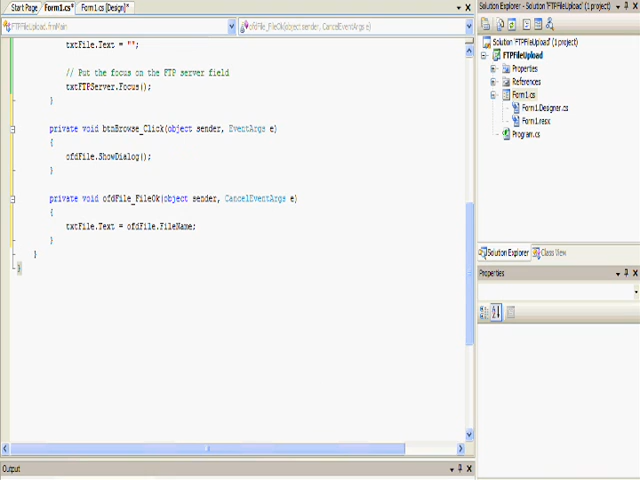 Start Page Form1.cs* Form1.cs [Design]*
FTPFileUpload.frmMain
ofdFile_FileOk(object sender, CancelEventArgs e)
txtFile.Text = "";
// Put the focus on the FTP server field
txtFTPServer.Focus();
}
private void btnBrowse_Click(object sender, EventArgs e)
{
ofdFile.ShowDialog();
}
private void ofdFile_FileOk(object sender, CancelEventArgs e)
{
txtFile.Text = ofdFile.FileName;
}
}
}
Output
Solution Explorer - Solution 'FTPFileUpload' (1 project)
Solution 'FTPFileUpload' (1 project)
FTPFileUpload
Properties
References
Form1.cs
Form1.Designer.cs
Form1.resx
Program.cs
Solution Explorer Class View
Properties